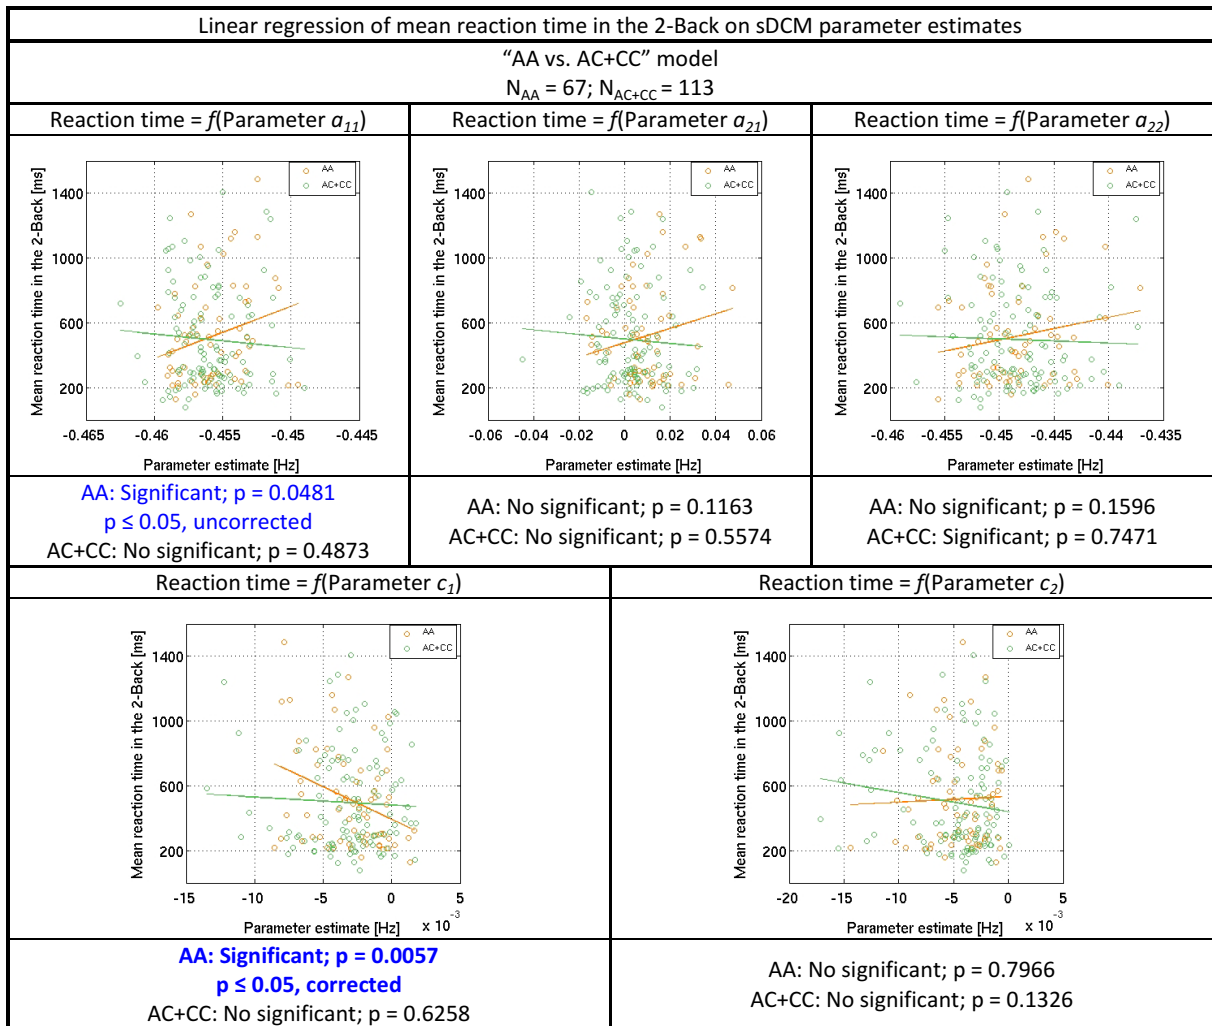 Linear regression of mean reaction time in the 2-Back on sDCM parameter estimates
“AA vs. AC+CC” model
N_AA = 67; N_AC+CC = 113
Reaction time = f(Parameter a11)
Reaction time = f(Parameter a21)
Reaction time = f(Parameter a22)
Mean reaction time in the 2-Back [ms]
1400
1000
600
200
AA
AC+CC
-0.465 -0.46 -0.455 -0.45 -0.445
Parameter estimate [Hz]
Mean reaction time in the 2-Back [ms]
1400
1000
600
200
AA
AC+CC
-0.06 -0.04 -0.02 0 0.02 0.04 0.06
Parameter estimate [Hz]
Mean reaction time in the 2-Back [ms]
1400
1000
600
200
AA
AC+CC
-0.46 -0.455 -0.45 -0.445 -0.44 -0.435
Parameter estimate [Hz]
AA: Significant; p = 0.0481
p ≤ 0.05, uncorrected
AC+CC: No significant; p = 0.4873
AA: No significant; p = 0.1163
AC+CC: No significant; p = 0.5574
AA: No significant; p = 0.1596
AC+CC: Significant; p = 0.7471
Reaction time = f(Parameter c1)
Reaction time = f(Parameter c2)
Mean reaction time in the 2-Back [ms]
1400
1000
600
200
AA
AC+CC
-15 -10 -5 0 5
Parameter estimate [Hz] x 10^-3
Mean reaction time in the 2-Back [ms]
1400
1000
600
200
AA
AC+CC
-20 -15 -10 -5 0 5
Parameter estimate [Hz] x 10^-3
AA: Significant; p = 0.0057
p ≤ 0.05, corrected
AC+CC: No significant; p = 0.6258
AA: No significant; p = 0.7966
AC+CC: No significant; p = 0.1326